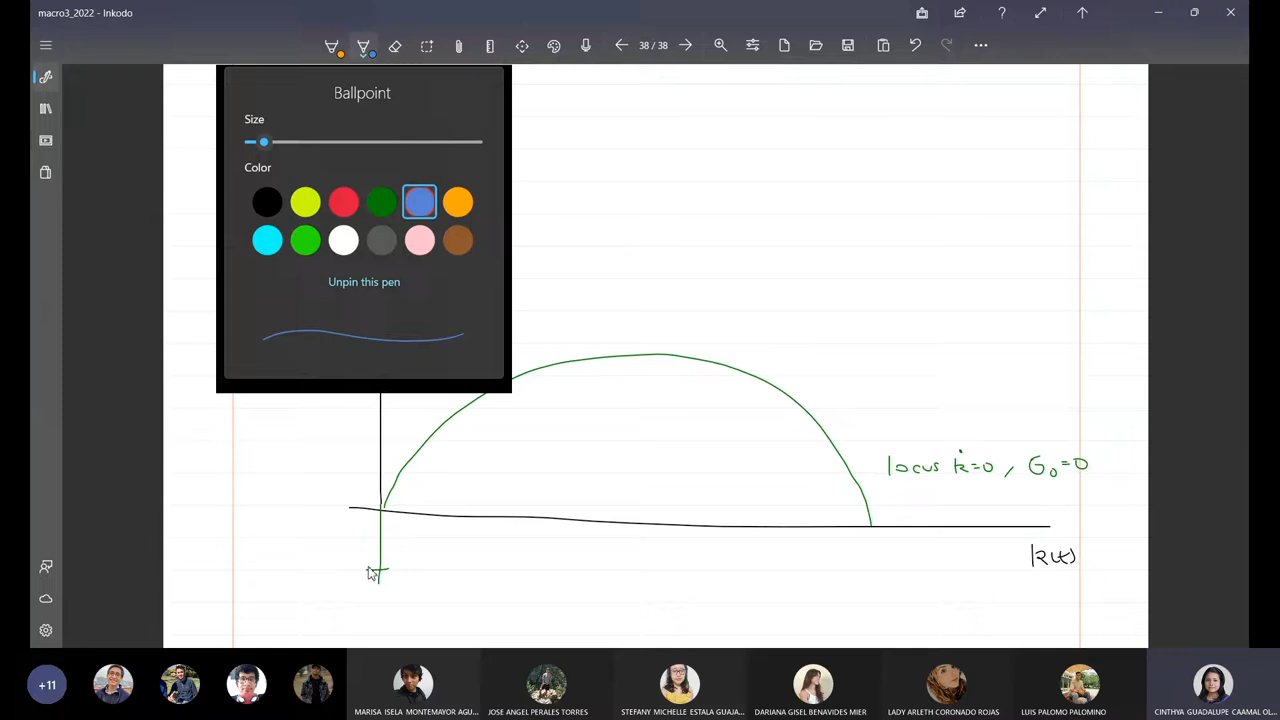 macro3_2022 - Inkodo
38 / 38
Ballpoint
Size
Color
Unpin this pen
locus k̇=0 , G₀=0
k(t)
+11
MARISA ISELA MONTEMAYOR AGU...
JOSE ANGEL PERALES TORRES
STEFANY MICHELLE ESTALA GUAJA...
DARIANA GISEL BENAVIDES MIER
LADY ARLETH CORONADO ROJAS
LUIS PALOMO PALOMINO
CINTHYA GUADALUPE CAAMAL OL...